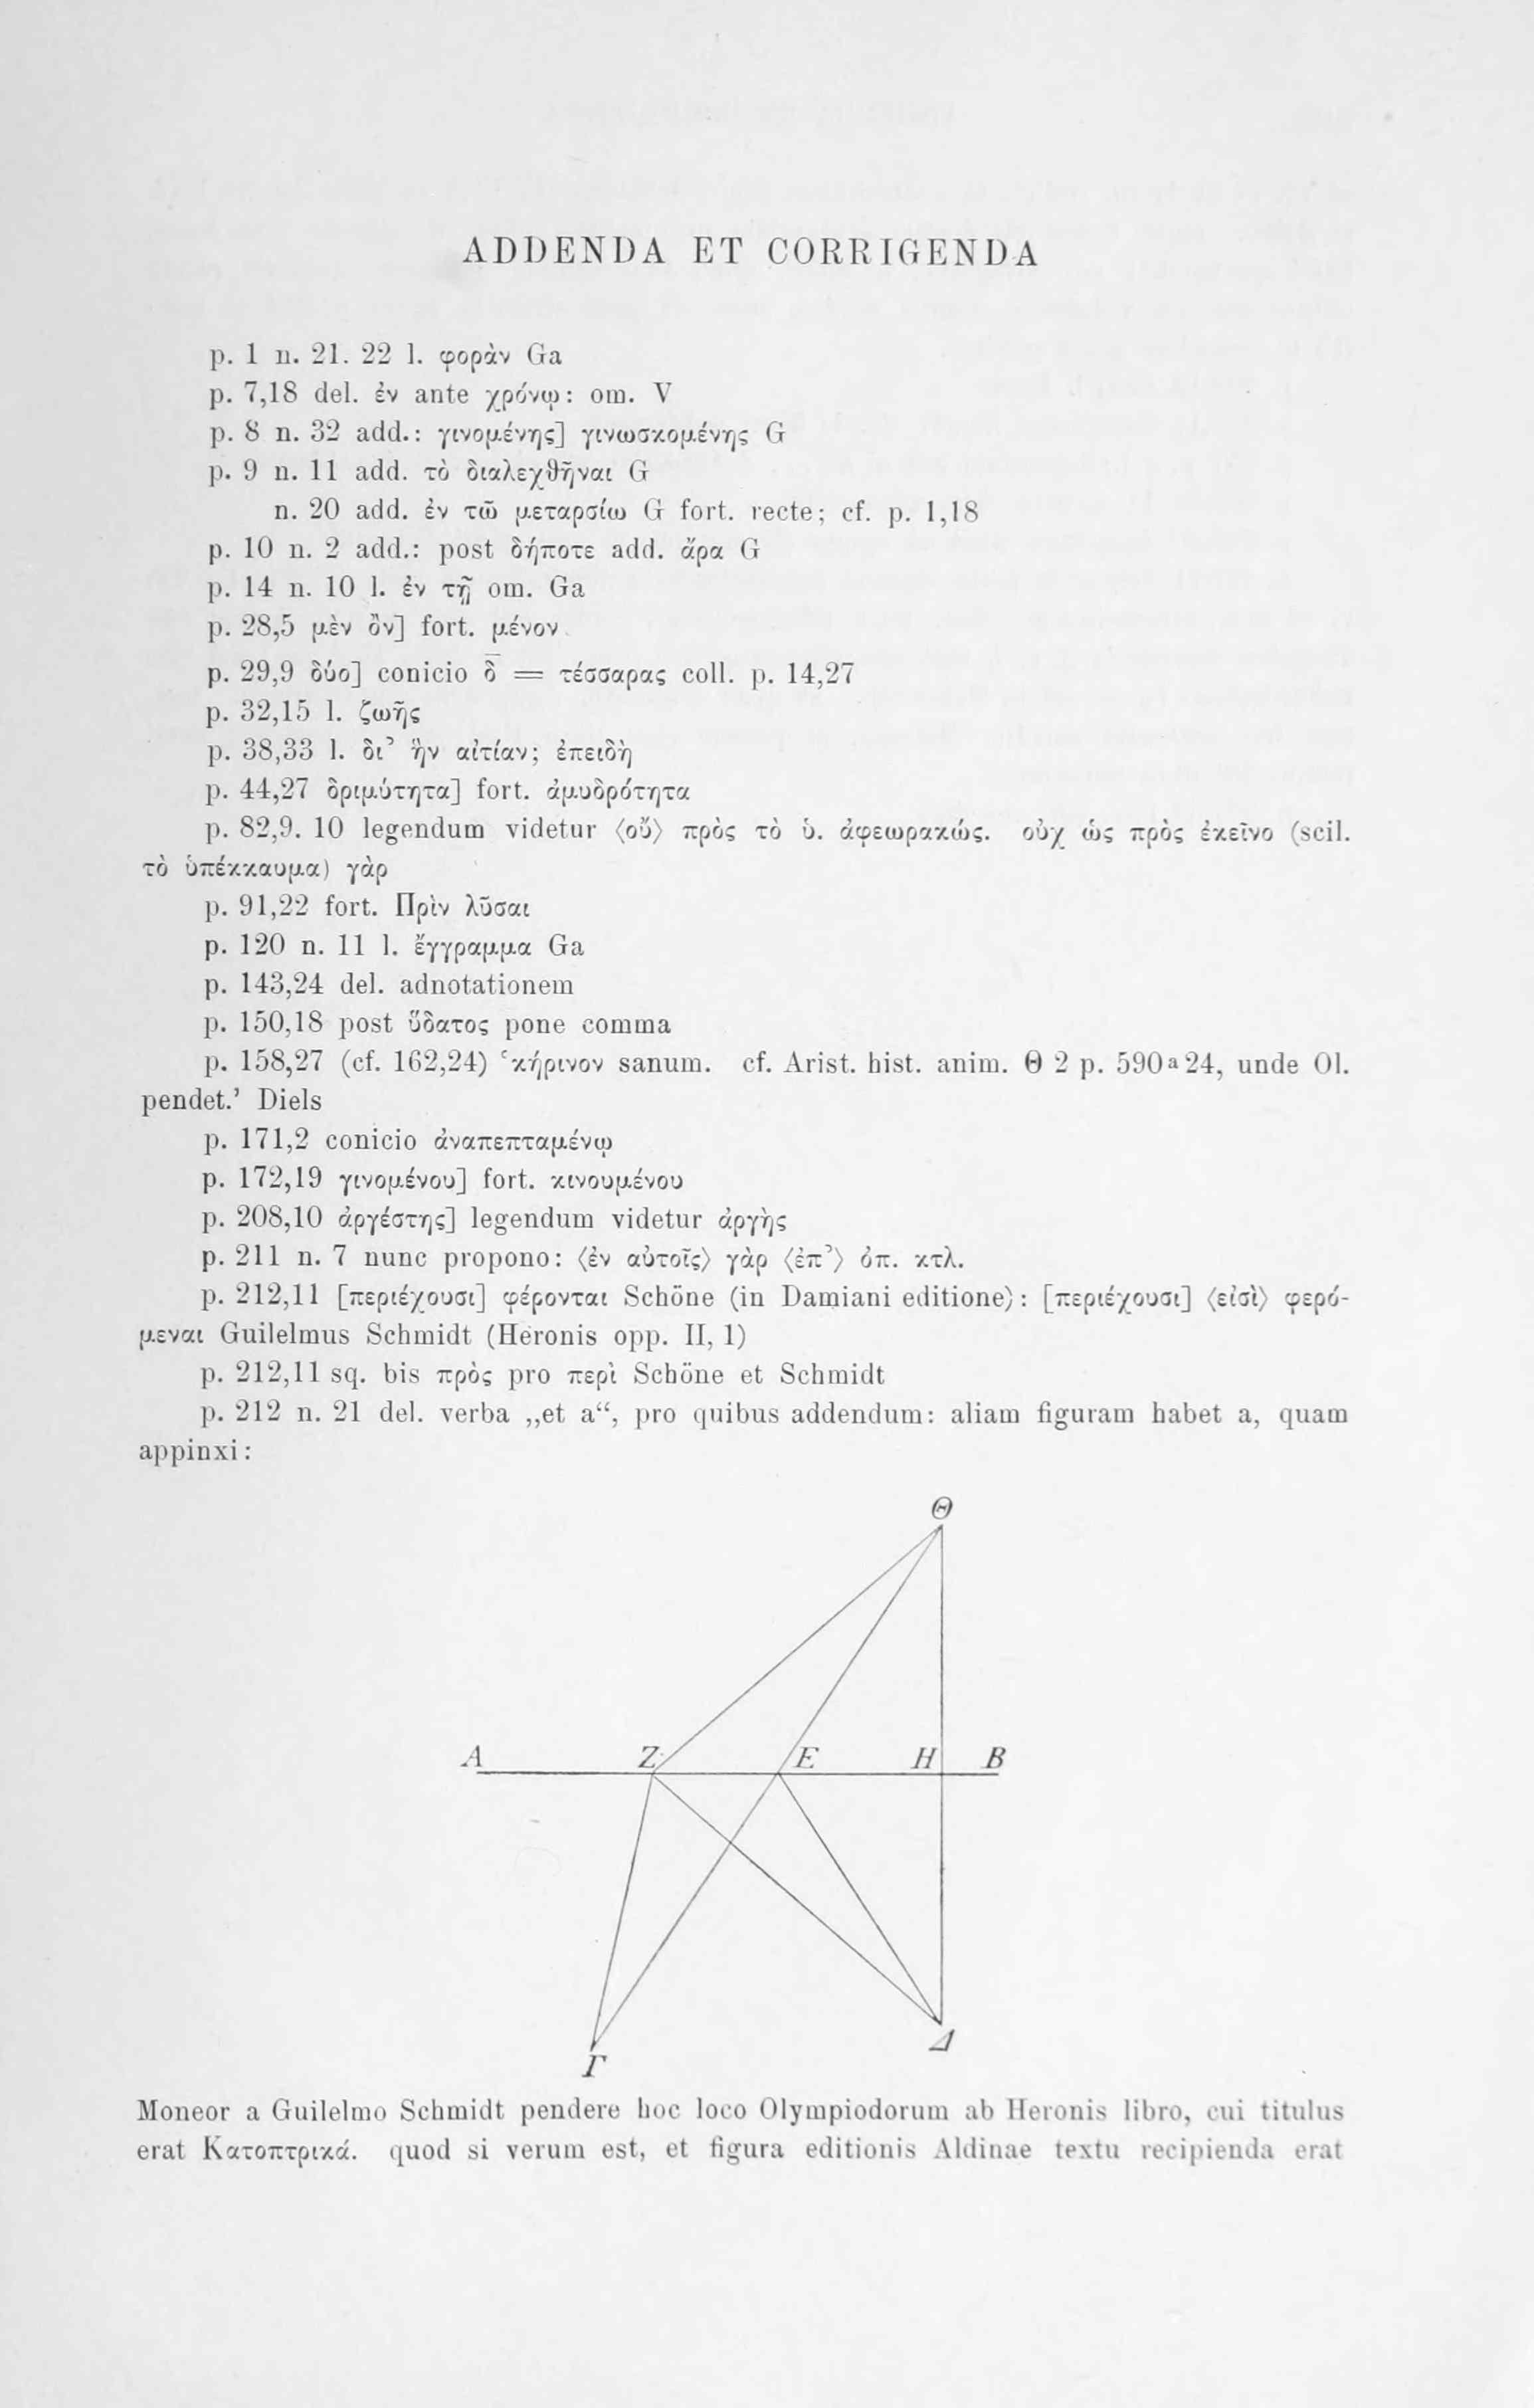 ADDENDA ET CORRIGENDA
p. 1 n. 21. 22 l. φορὰν Ga
p. 7,18 del. ἐν ante χρόνῳ: om. V
p. 8 n. 32 add.: γινομένης] γινωσκομένης G
p. 9 n. 11 add. τὸ διαλεχθῆναι G
n. 20 add. ἐν τῶ μεταρσίω G fort. recte; cf. p. 1,18
p. 10 n. 2 add.: post δήποτε add. ἄρα G
p. 14 n. 10 l. ἐν τῇ om. Ga
p. 28,5 μὲν ὂν] fort. μένον
p. 29,9 δύο] conicio δ̄ = τέσσαρας coll. p. 14,27
p. 32,15 l. ζωῆς
p. 38,33 l. δι’ ἣν αἰτίαν; ἐπειδὴ
p. 44,27 δριμύτητα] fort. ἀμυδρότητα
p. 82,9. 10 legendum videtur ⟨οὔ⟩ πρὸς τὸ ὑ. ἀφεωρακώς. οὐχ ὡς πρὸς ἐκεῖνο (scil.
τὸ ὑπέκκαυμα) γὰρ
p. 91,22 fort. Πρὶν λῦσαι
p. 120 n. 11 l. ἔγγραμμα Ga
p. 143,24 del. adnotationem
p. 150,18 post ὕδατος pone comma
p. 158,27 (cf. 162,24) ‘κήρινον sanum. cf. Arist. hist. anim. Θ 2 p. 590a24, unde Ol.
pendet.’ Diels
p. 171,2 conicio ἀναπεπταμένῳ
p. 172,19 γινομένου] fort. κινουμένου
p. 208,10 ἀργέστης] legendum videtur ἀργὴς
p. 211 n. 7 nunc propono: ⟨ἐν αὐτοῖς⟩ γὰρ ⟨ἐπ’⟩ ὀπ. κτλ.
p. 212,11 [περιέχουσι] φέρονται Schöne (in Damiani editione): [περιέχουσι] ⟨εἰσὶ⟩ φερό-
μεναι Guilelmus Schmidt (Heronis opp. II, 1)
p. 212,11 sq. bis πρὸς pro περὶ Schöne et Schmidt
p. 212 n. 21 del. verba „et a“, pro quibus addendum: aliam figuram habet a, quam
appinxi:
Θ
A Z E H B
Δ
Γ
Moneor a Guilelmo Schmidt pendere hoc loco Olympiodorum ab Heronis libro, cui titulus
erat Κατοπτρικά. quod si verum est, et figura editionis Aldinae textu recipienda erat